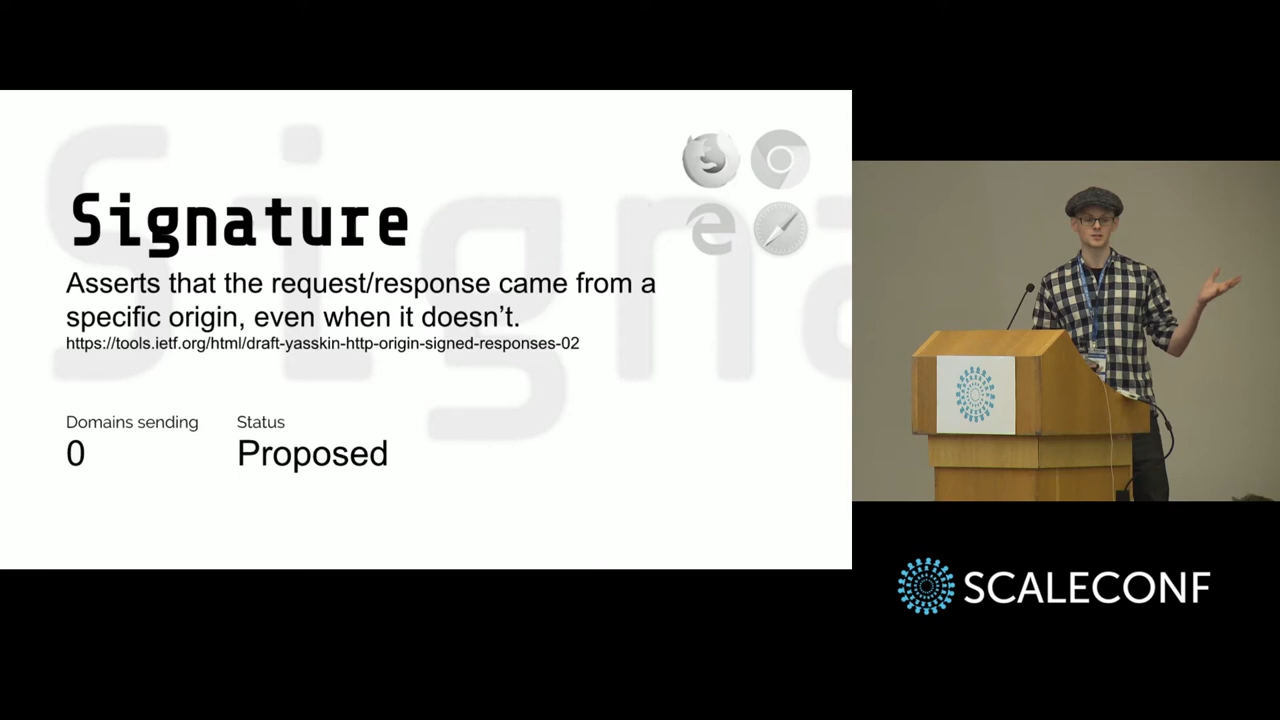 Signature
Asserts that the request/response came from a
specific origin, even when it doesn't.
https://tools.ietf.org/html/draft-yasskin-http-origin-signed-responses-02
Domains sending
0
Status
Proposed
SCALECONF